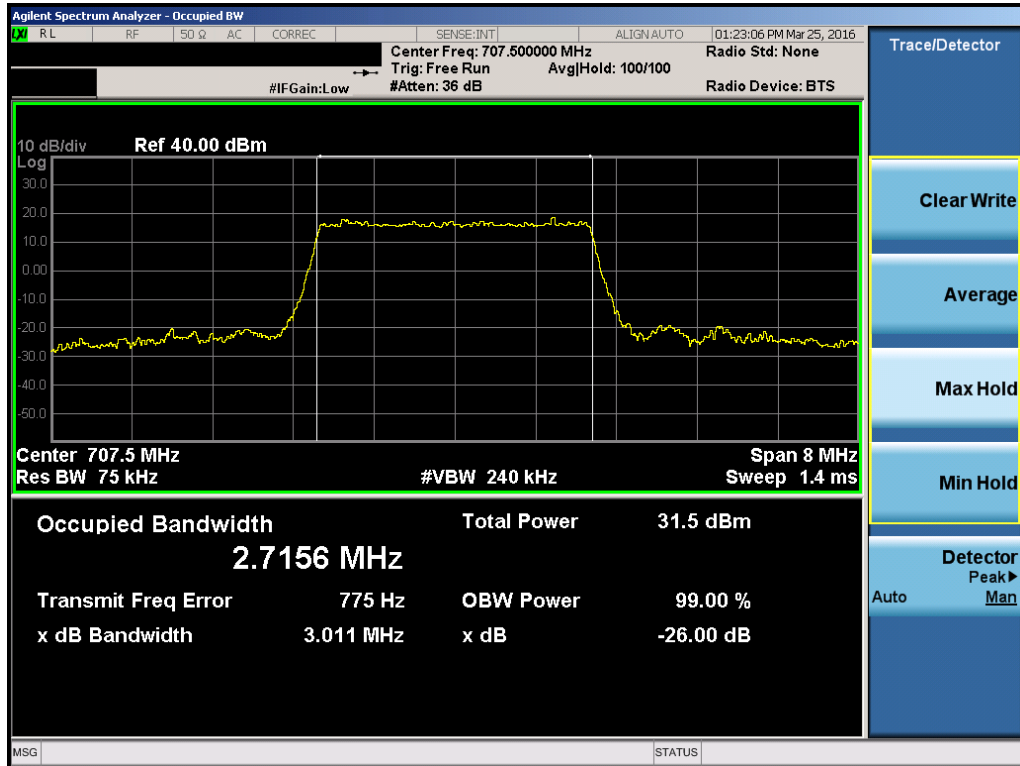 Agilent Spectrum Analyzer - Occupied BW
LXI RL RF 50 Ω AC CORREC SENSE:INT ALIGN AUTO 01:23:06 PM Mar 25, 2016
Center Freq: 707.500000 MHz Radio Std: None
Trig: Free Run Avg|Hold: 100/100
#IFGain:Low #Atten: 36 dB Radio Device: BTS
10 dB/div Ref 40.00 dBm
Log
30.0
20.0
10.0
0.00
-10.0
-20.0
-30.0
-40.0
-50.0
Center 707.5 MHz Span 8 MHz
Res BW 75 kHz #VBW 240 kHz Sweep 1.4 ms
Occupied Bandwidth Total Power 31.5 dBm
2.7156 MHz
Transmit Freq Error 775 Hz OBW Power 99.00 %
x dB Bandwidth 3.011 MHz x dB -26.00 dB
MSG STATUS
Trace/Detector
Clear Write
Average
Max Hold
Min Hold
Detector
Peak▶
Auto Man